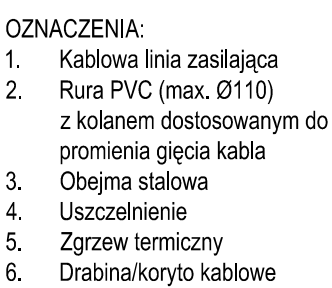 OZNACZENIA:
1. Kablowa linia zasilająca
2. Rura PVC (max. Ø110)
z kolanem dostosowanym do
promienia gięcia kabla
3. Obejma stalowa
4. Uszczelnienie
5. Zgrzew termiczny
6. Drabina/koryto kablowe